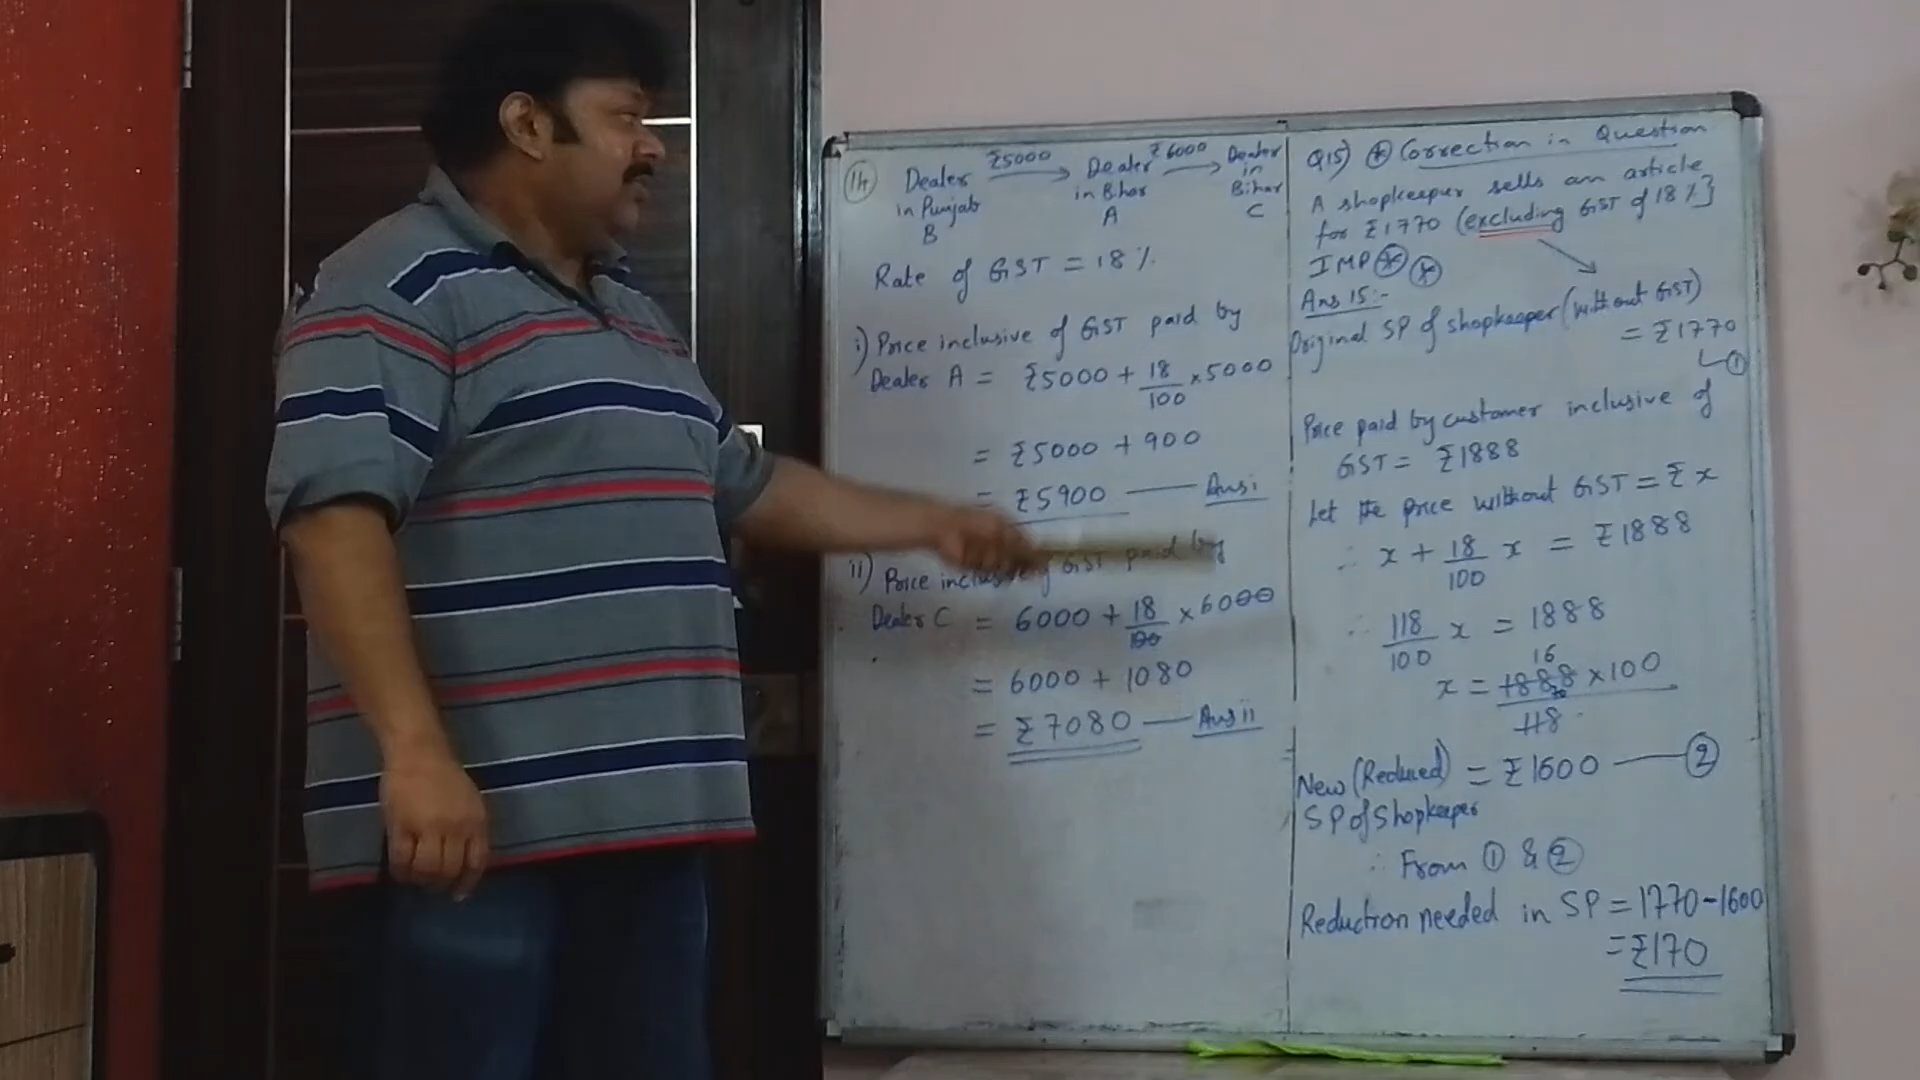 14) Dealer in Punjab B ₹5000 → Dealer in Bhar A ₹6000 → Dealer in Bihar C
Rate of GST = 18%.
i) Price inclusive of GST paid by
Dealer A = ₹5000 + 18/100 × 5000
= ₹5000 + 900
= ₹5900 — Ans i
ii) Price inclusive of GST paid by
Dealer C = 6000 + 18/100 × 6000
= 6000 + 1080
= ₹7080 — Ans ii
Q15) * Correction in Question
A shopkeeper sells an article
for ₹1770 (excluding GST of 18%}
IMP * *
Ans 15:-
Original SP of shopkeeper (without GST)
= ₹1770
①
Price paid by customer inclusive of
GST = ₹1888
Let the price without GST = ₹ x
∴ x + 18/100 x = ₹1888
∴ 118/100 x = 1888
16
x = 1888 × 100 / 118
New (Reduced) = ₹1600 — ②
SP of Shopkeeper
∴ From ① & ②
Reduction needed in SP = 1770 - 1600
= ₹170